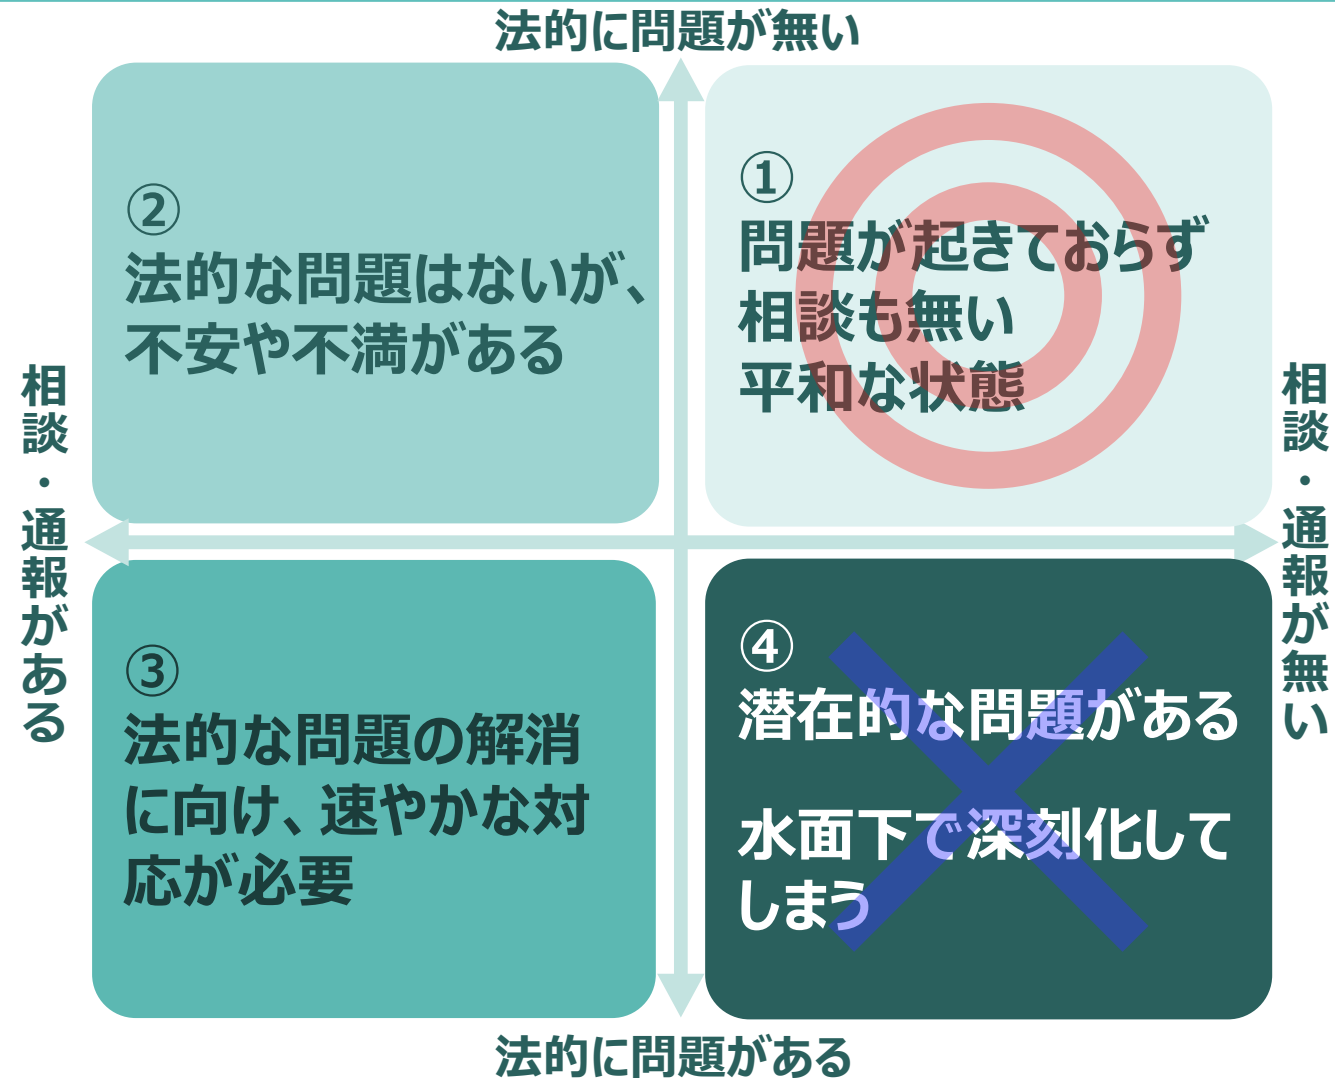 法的に問題が無い
②
法的な問題はないが、
不安や不満がある
①
問題が起きておらず
相談も無い
平和な状態
相談・通報がある
相談・通報が無い
③
法的な問題の解消
に向け、速やかな対
応が必要
④
潜在的な問題がある
水面下で深刻化して
しまう
法的に問題がある